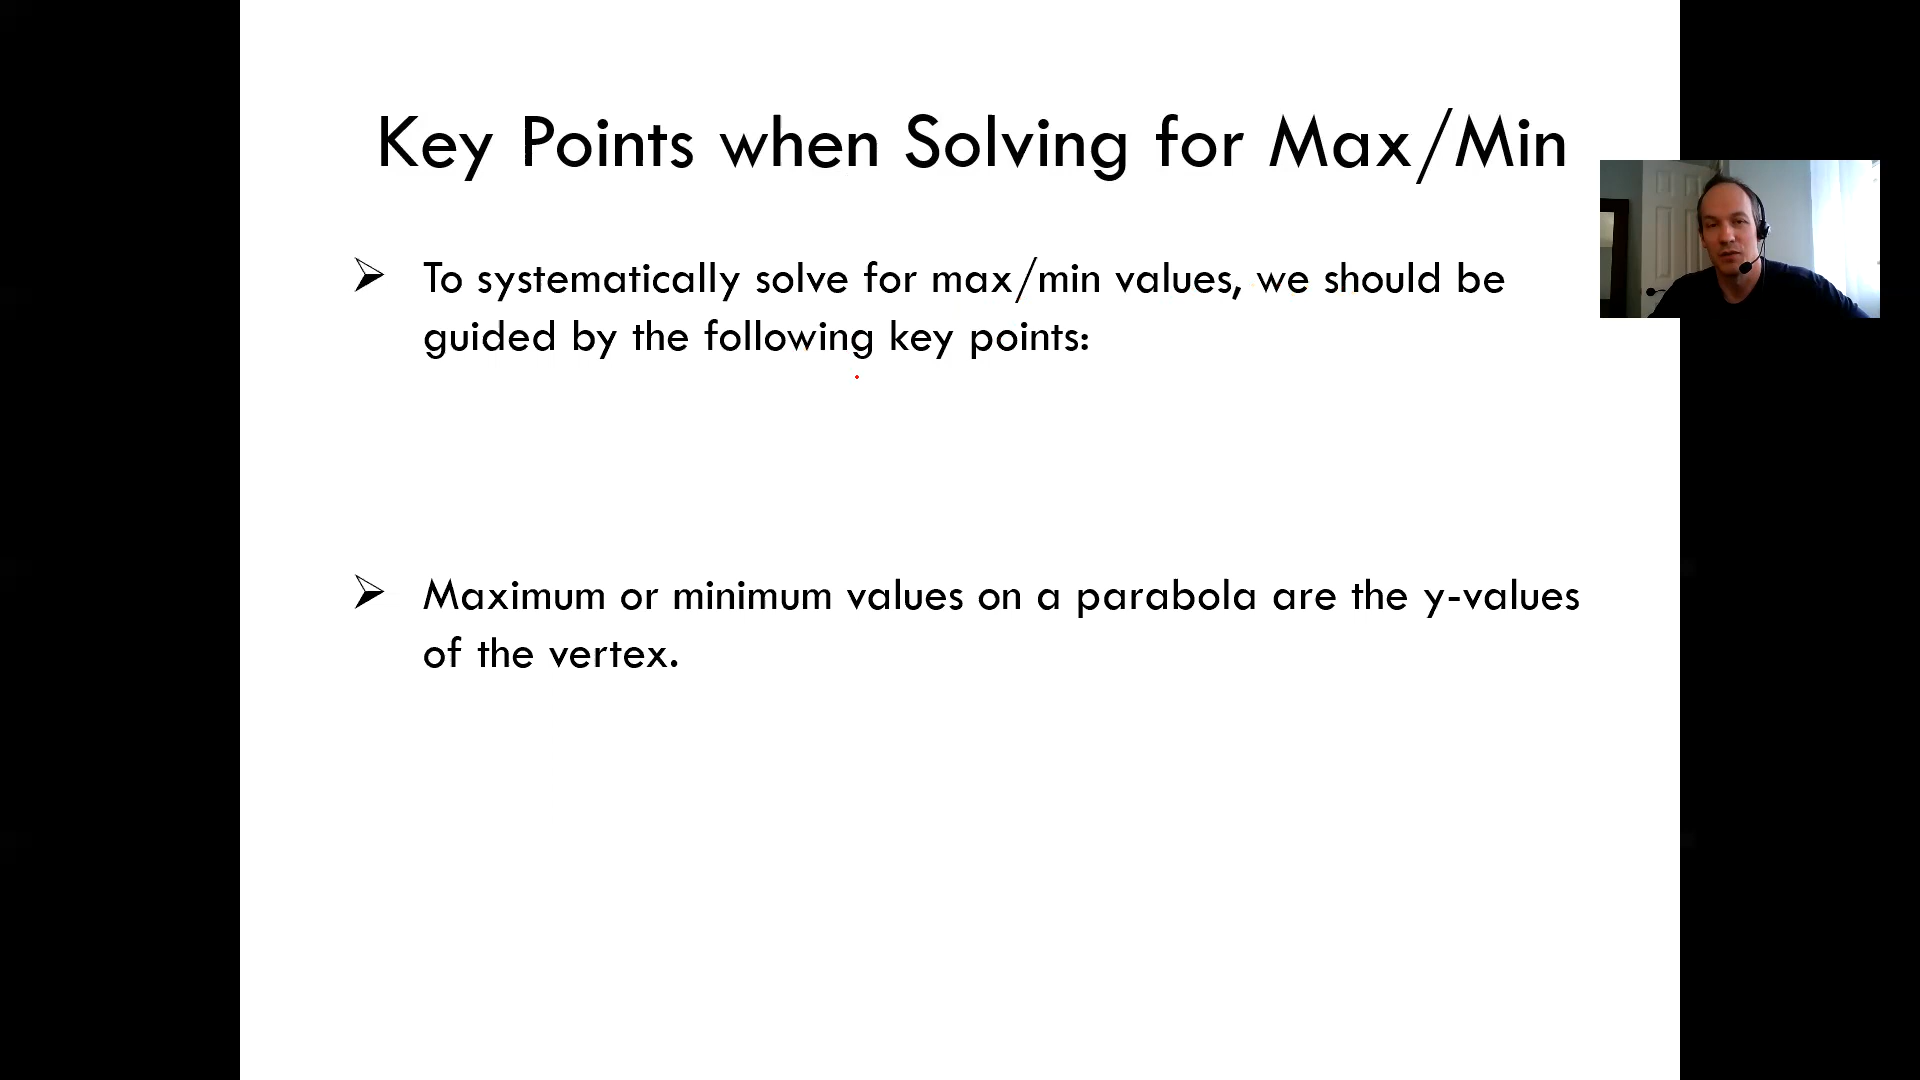 Key Points when Solving for Max/Min
➢ To systematically solve for max/min values, we should be
guided by the following key points:
➢ Maximum or minimum values on a parabola are the y-values
of the vertex.